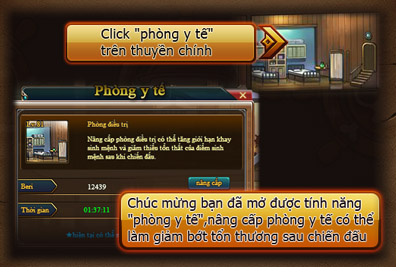 Click "phòng y tế"
trên thuyền chính
Phòng y tế
Phòng điều trị
Nâng cấp phòng điều trị có thể tăng giới hạn khay
sinh mệnh và giảm thiểu tổn thất của điểm sinh
mệnh sau khi chiến đấu.
Beri 12439 nâng cấp
Thời gian 01:37:11
Chúc mừng bạn đã mở được tính năng
"phòng y tế",nâng cấp phòng y tế có thể
làm giảm bớt tổn thương sau chiến đấu